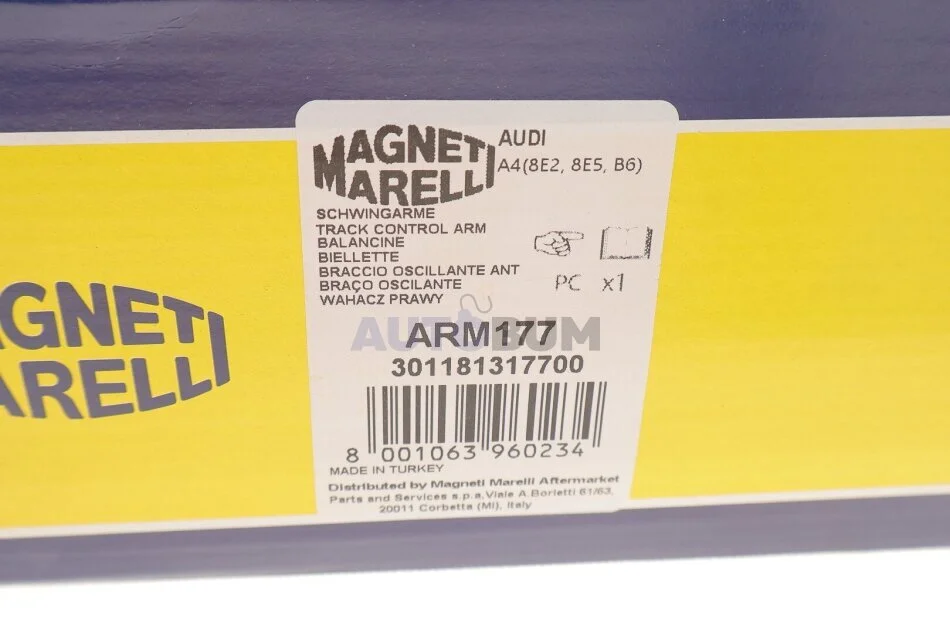 MAGNETI
MARELLI
AUDI
A4(8E2, 8E5, B6)
SCHWINGARME
TRACK CONTROL ARM
BALANCINE
BIELLETTE
BRACCIO OSCILLANTE ANT
BRAÇO OSCILANTE
WAHACZ PRAWY
PC x1
AUTOBUM
ARM177
301181317700
8 001063 960234
MADE IN TURKEY
Distributed by Magneti Marelli Aftermarket
Parts and Services s.p.a. Viale A. Borletti 61/63,
20011 Corbetta (MI), Italy
AGNETI
ARELLI